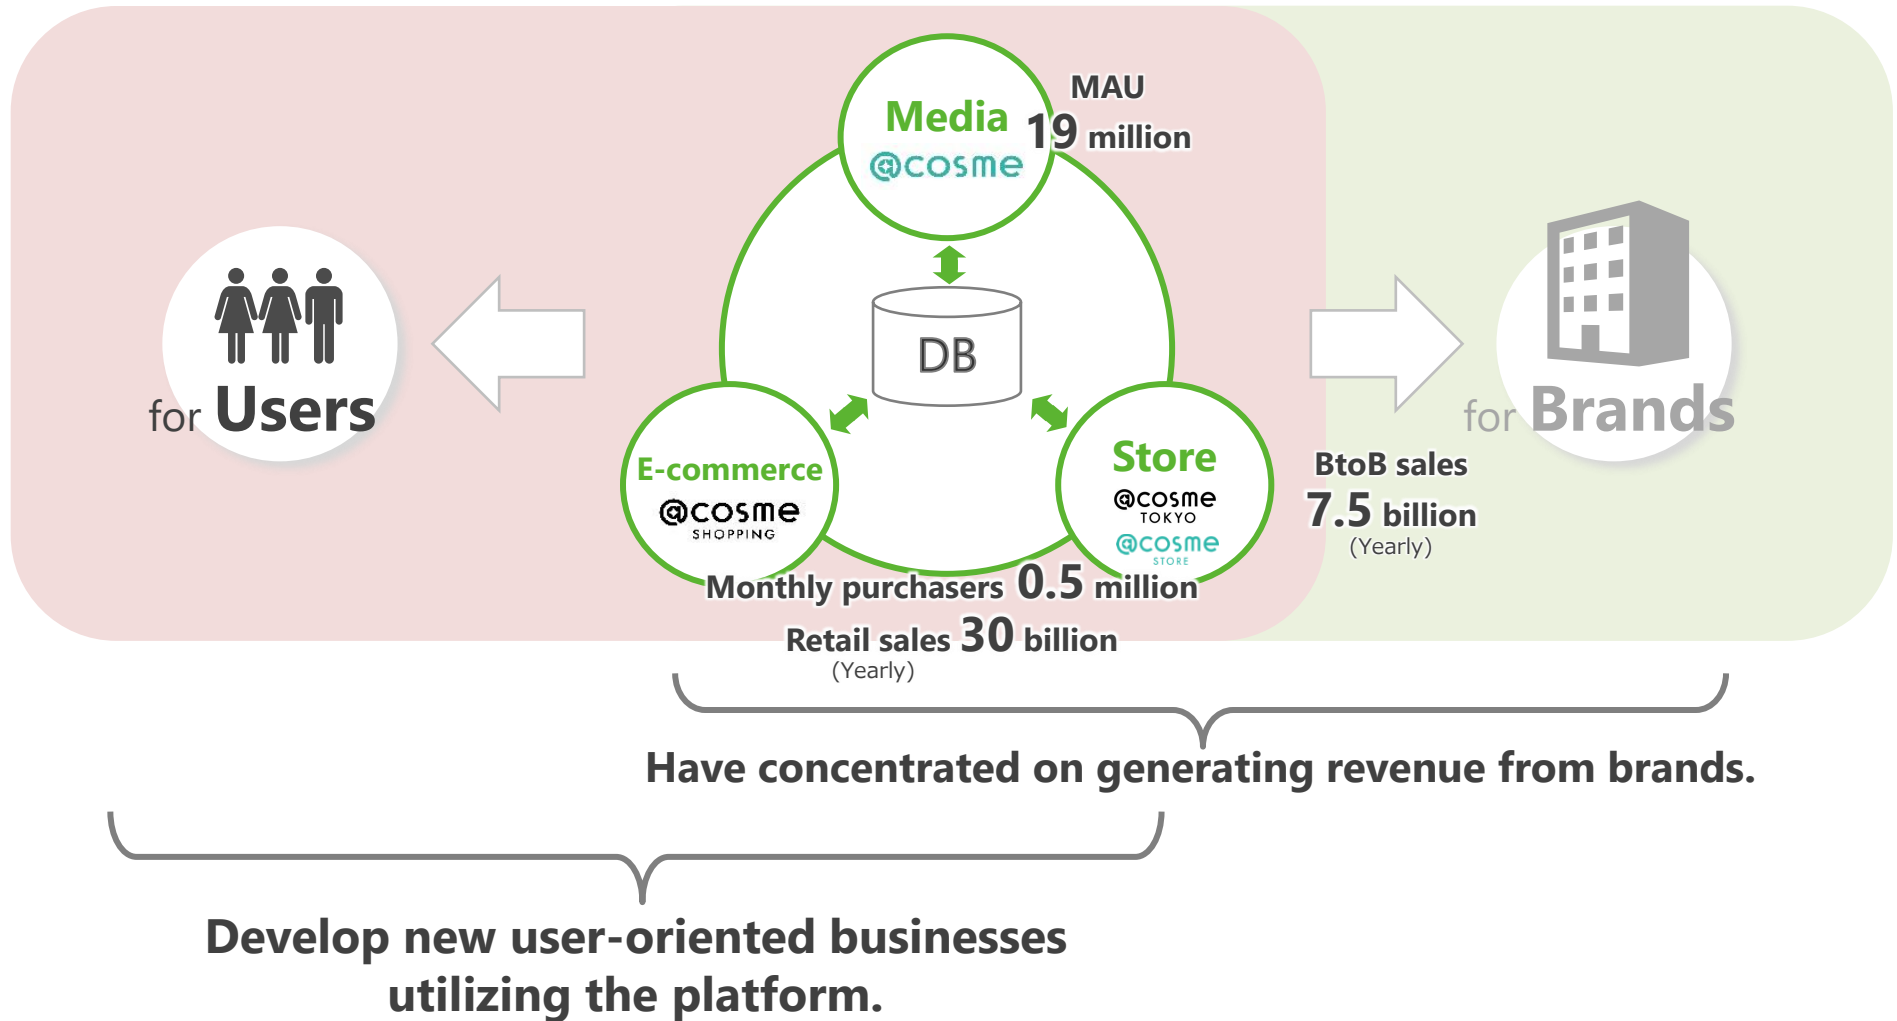 MAU
19 million
Media
@cosme
DB
for Users
for Brands
E-commerce
@cosme
SHOPPING
Store
@cosme
TOKYO
@cosme
STORE
BtoB sales
7.5 billion
(Yearly)
Monthly purchasers 0.5 million
Retail sales 30 billion
(Yearly)
Have concentrated on generating revenue from brands.
Develop new user-oriented businesses
utilizing the platform.